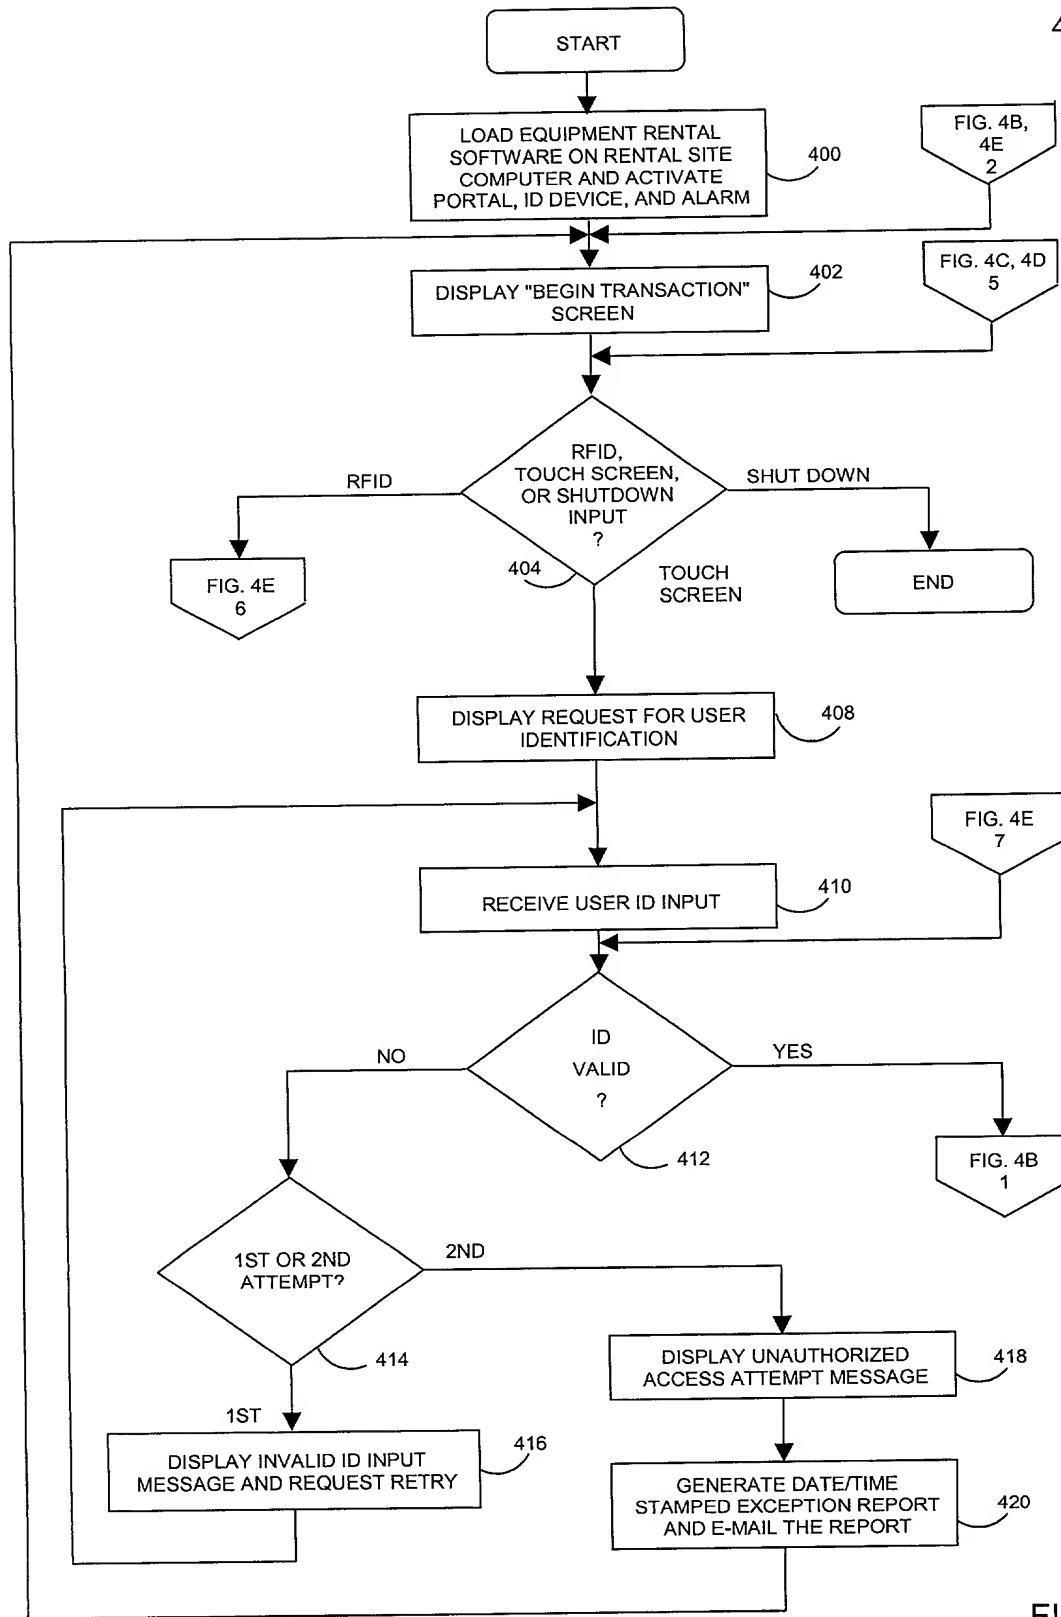 START
4
LOAD EQUIPMENT RENTAL
SOFTWARE ON RENTAL SITE
COMPUTER AND ACTIVATE
PORTAL, ID DEVICE, AND ALARM
400
FIG. 4B,
4E
2
DISPLAY "BEGIN TRANSACTION"
SCREEN
402
FIG. 4C, 4D
5
RFID,
TOUCH SCREEN,
OR SHUTDOWN
INPUT
?
RFID
SHUT DOWN
404
TOUCH
SCREEN
FIG. 4E
6
END
DISPLAY REQUEST FOR USER
IDENTIFICATION
408
FIG. 4E
7
RECEIVE USER ID INPUT
410
ID
VALID
?
NO
YES
412
FIG. 4B
1
1ST OR 2ND
ATTEMPT?
2ND
414
1ST
DISPLAY UNAUTHORIZED
ACCESS ATTEMPT MESSAGE
418
DISPLAY INVALID ID INPUT
MESSAGE AND REQUEST RETRY
416
GENERATE DATE/TIME
STAMPED EXCEPTION REPORT
AND E-MAIL THE REPORT
420